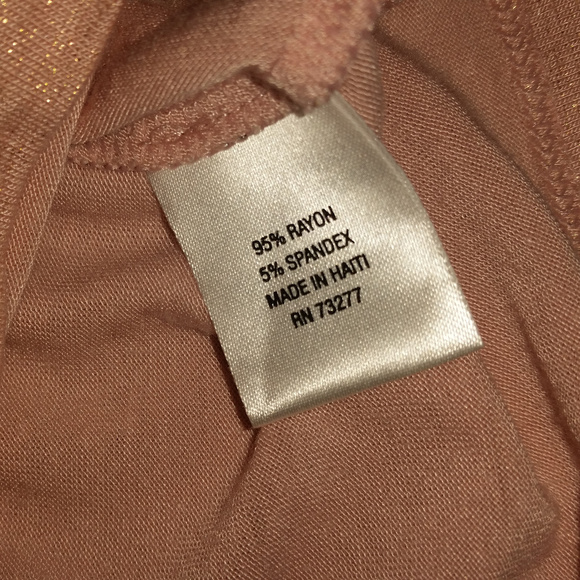 95% RAYON
5% SPANDEX
MADE IN HAITI
RN 73277